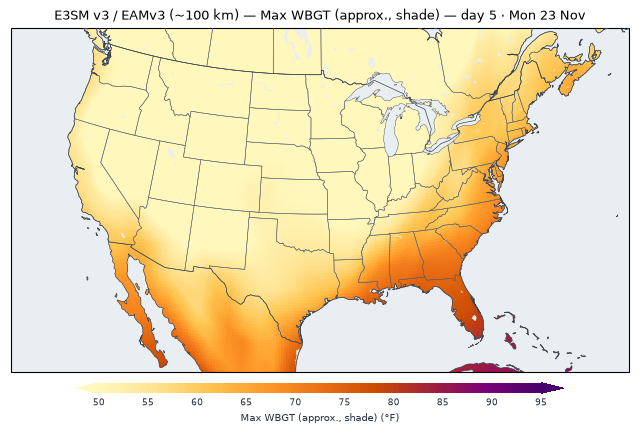 E3SM v3 / EAMv3 (~100 km) — Max WBGT (approx., shade) — day 5 · Mon 23 Nov
50 55 60 65 70 75 80 85 90 95
Max WBGT (approx., shade) (°F)